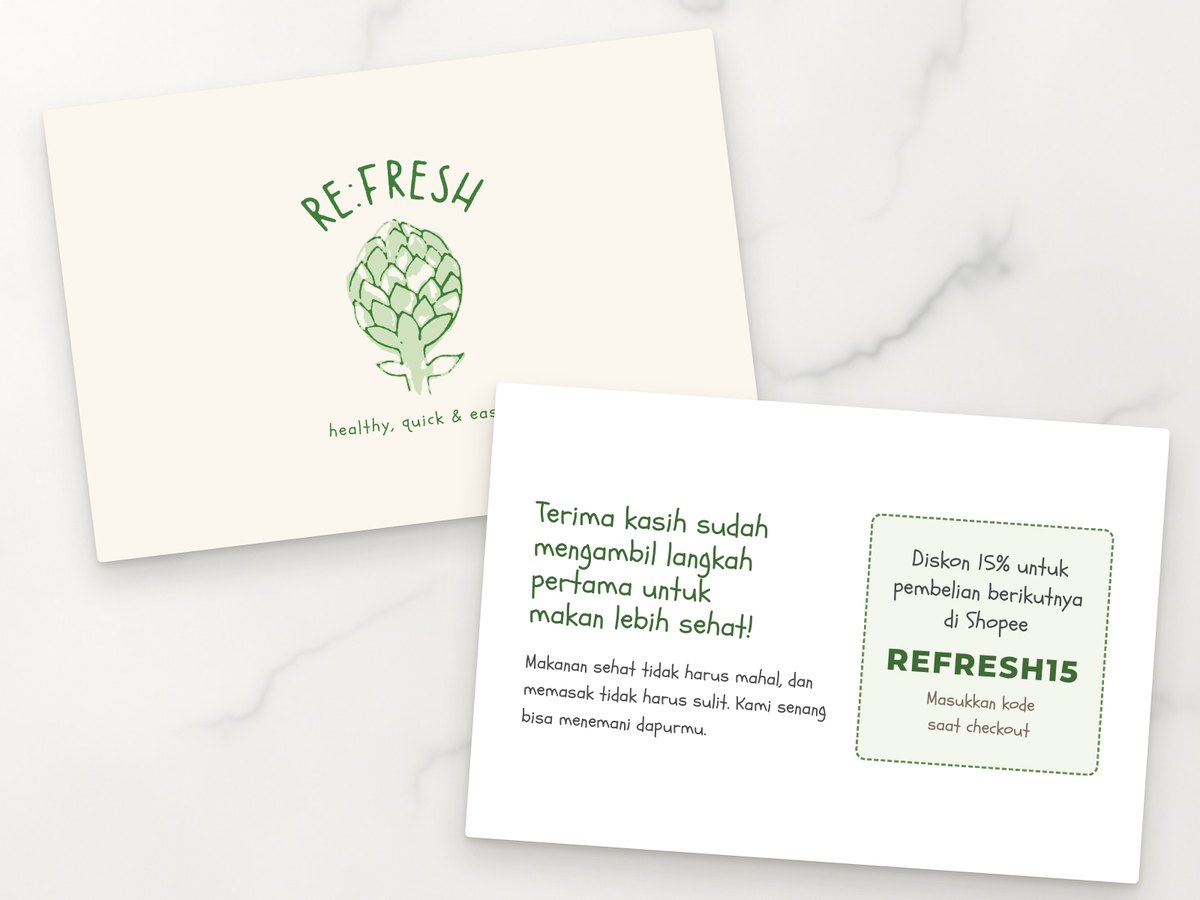 RE:FRESH
healthy, quick &
Terima kasih sudah
mengambil langkah
pertama untuk
makan lebih sehat!
Makanan sehat tidak harus mahal, dan
memasak tidak harus sulit. Kami senang
bisa menemani dapurmu.
Diskon 15% untuk
pembelian berikutnya
di Shopee
REFRESH15
Masukkan kode
saat checkout